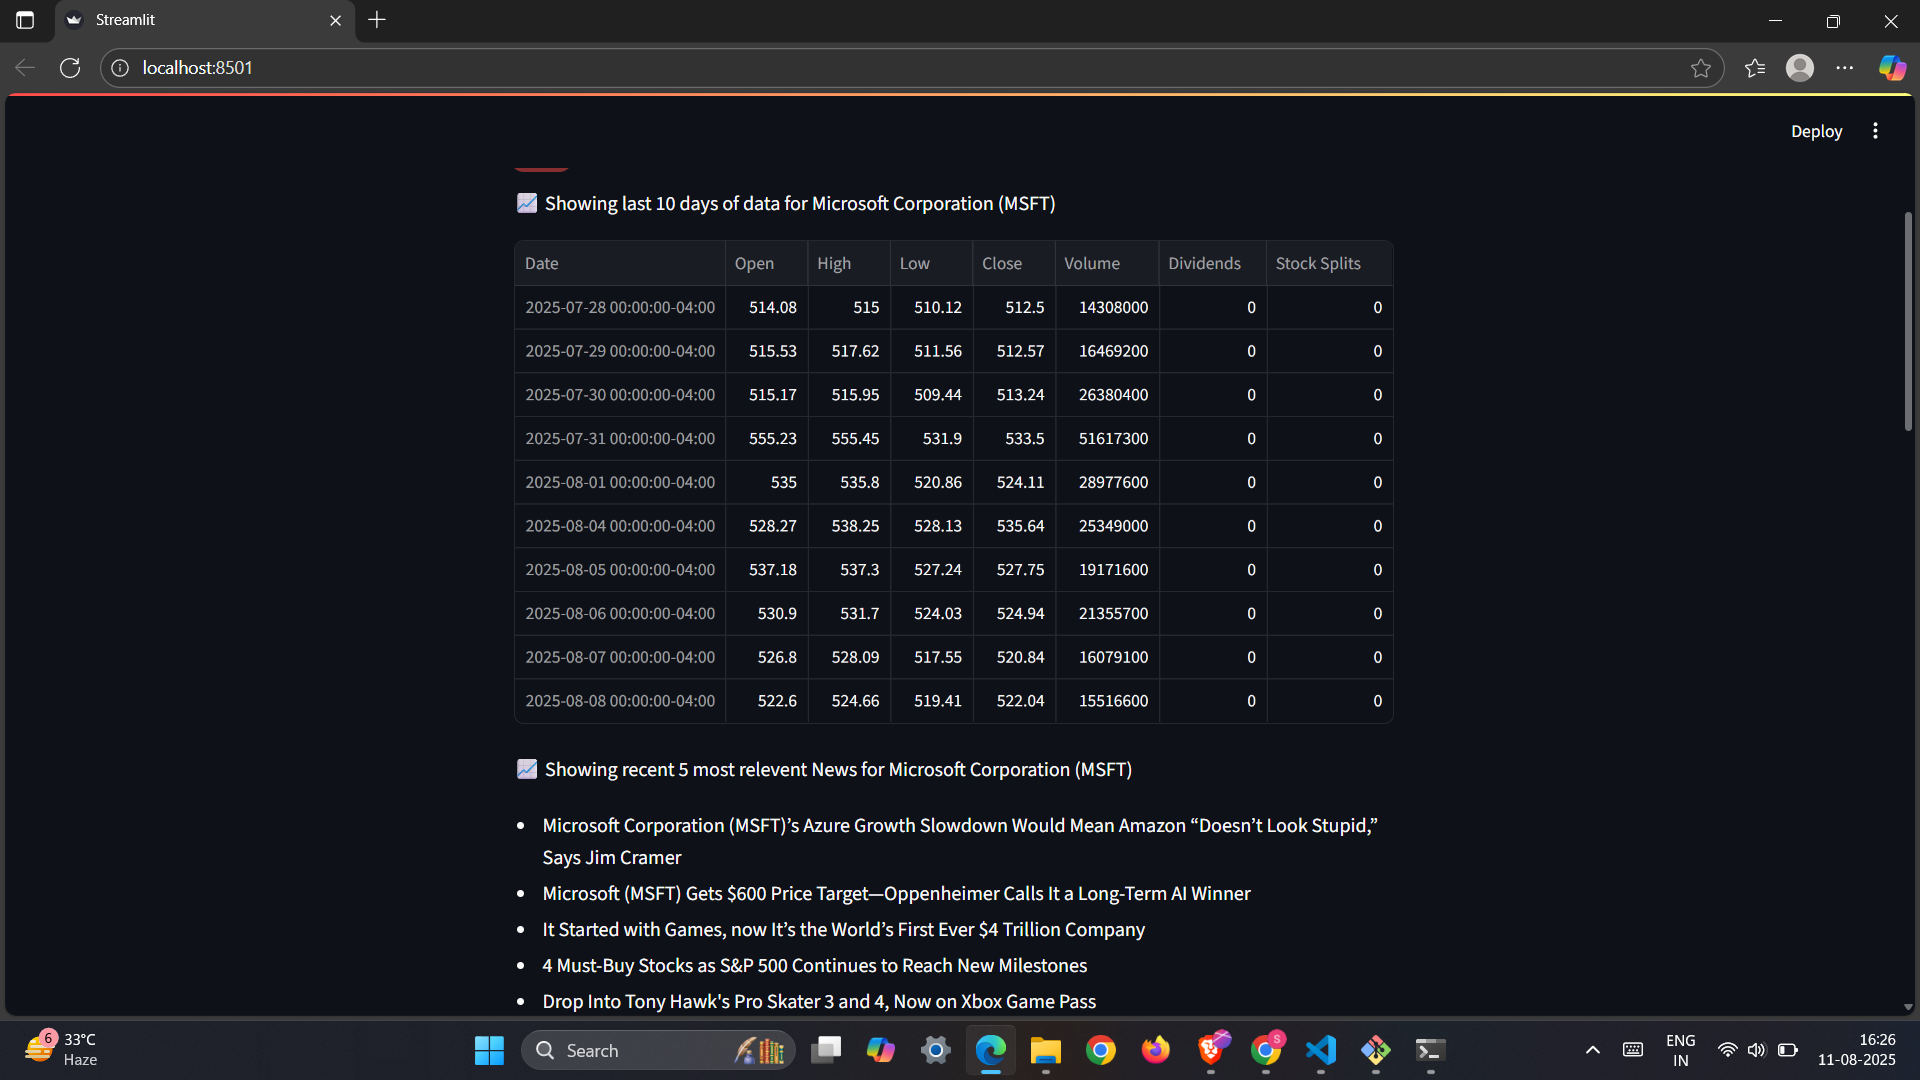 Streamlit
localhost:8501
Deploy
Showing last 10 days of data for Microsoft Corporation (MSFT)
Date Open High Low Close Volume Dividends Stock Splits
2025-07-28 00:00:00-04:00 514.08 515 510.12 512.5 14308000 0 0
2025-07-29 00:00:00-04:00 515.53 517.62 511.56 512.57 16469200 0 0
2025-07-30 00:00:00-04:00 515.17 515.95 509.44 513.24 26380400 0 0
2025-07-31 00:00:00-04:00 555.23 555.45 531.9 533.5 51617300 0 0
2025-08-01 00:00:00-04:00 535 535.8 520.86 524.11 28977600 0 0
2025-08-04 00:00:00-04:00 528.27 538.25 528.13 535.64 25349000 0 0
2025-08-05 00:00:00-04:00 537.18 537.3 527.24 527.75 19171600 0 0
2025-08-06 00:00:00-04:00 530.9 531.7 524.03 524.94 21355700 0 0
2025-08-07 00:00:00-04:00 526.8 528.09 517.55 520.84 16079100 0 0
2025-08-08 00:00:00-04:00 522.6 524.66 519.41 522.04 15516600 0 0
Showing recent 5 most relevent News for Microsoft Corporation (MSFT)
• Microsoft Corporation (MSFT)’s Azure Growth Slowdown Would Mean Amazon “Doesn’t Look Stupid,”
Says Jim Cramer
• Microsoft (MSFT) Gets $600 Price Target—Oppenheimer Calls It a Long-Term AI Winner
• It Started with Games, now It’s the World’s First Ever $4 Trillion Company
• 4 Must-Buy Stocks as S&P 500 Continues to Reach New Milestones
• Drop Into Tony Hawk's Pro Skater 3 and 4, Now on Xbox Game Pass
6
33°C
Haze
Search
S
ENG
IN
16:26
11-08-2025